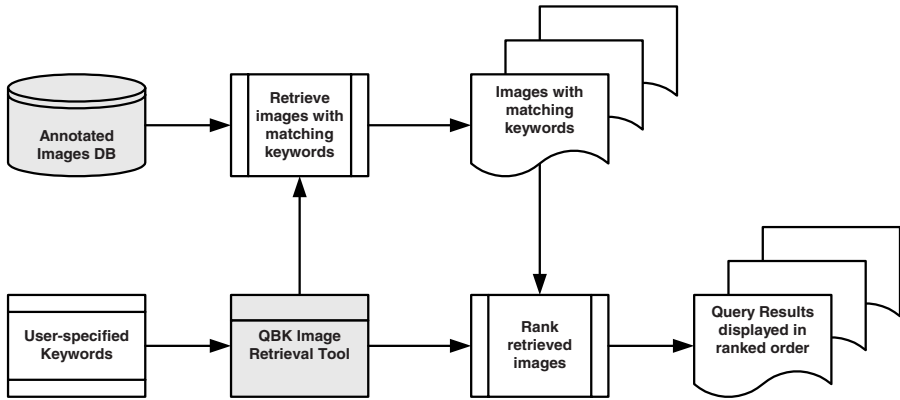 Annotated
Images DB
Retrieve
images with
matching
keywords
Images with
matching
keywords
User-specified
Keywords
QBK Image
Retrieval Tool
Rank
retrieved
images
Query Results
displayed in
ranked order